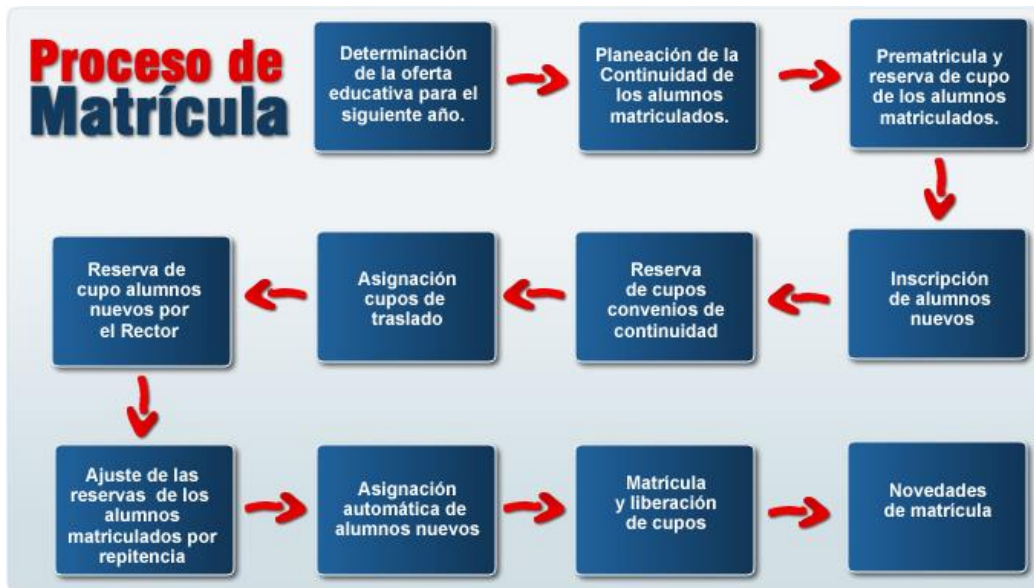 Proceso de
Matrícula
Determinación
de la oferta
educativa para el
siguiente año.
Planeación de la
Continuidad de
los alumnos
matriculados.
Prematricula y
reserva de cupo
de los alumnos
matriculados.
Inscripción
de alumnos
nuevos
Reserva
de cupos
convenios de
continuidad
Asignación
cupos de
traslado
Reserva de
cupo alumnos
nuevos por
el Rector
Ajuste de las
reservas de los
alumnos
matriculados por
repitencia
Asignación
automática de
alumnos nuevos
Matrícula
y liberación
de cupos
Novedades
de matrícula